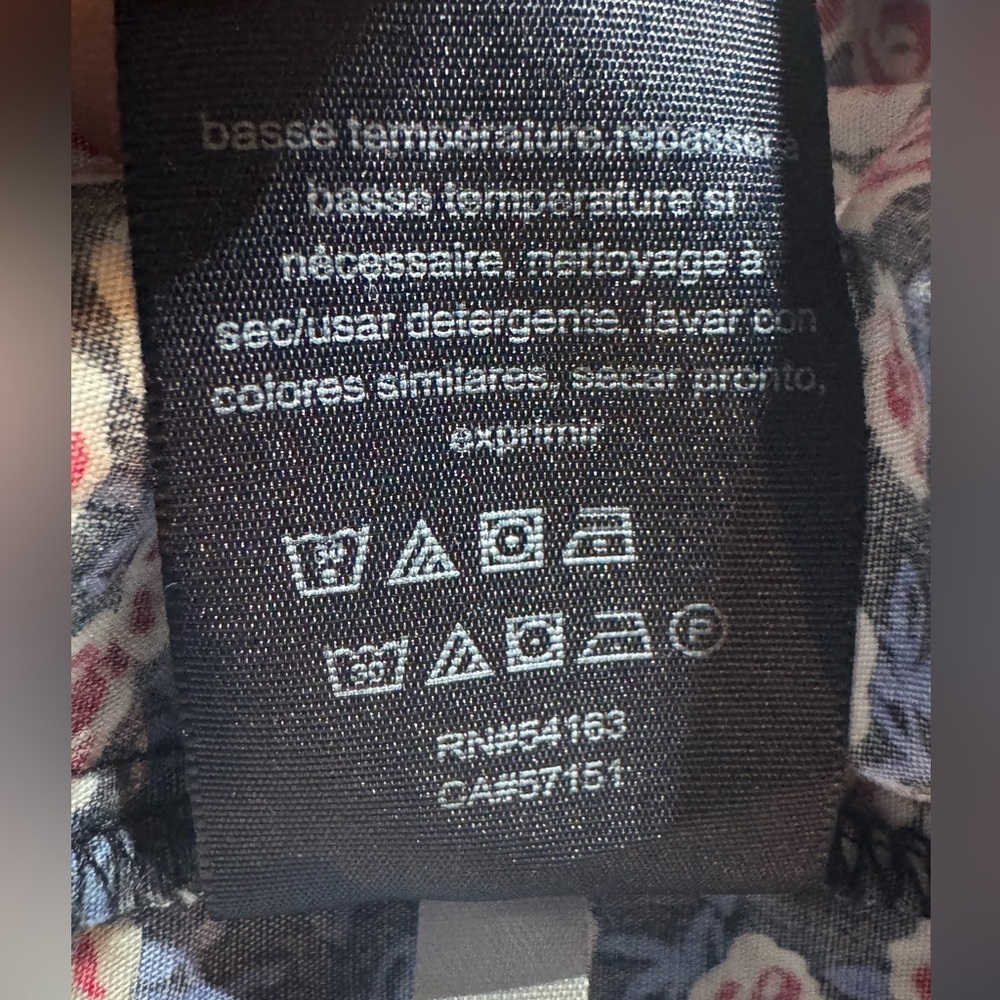 basse température, repasser à
basse température si
nécessaire, nettoyage à
sec/usar detergente, lavar con
colores similares, secar pronto,
exprimir
30
P
RN#54163
CA#57151